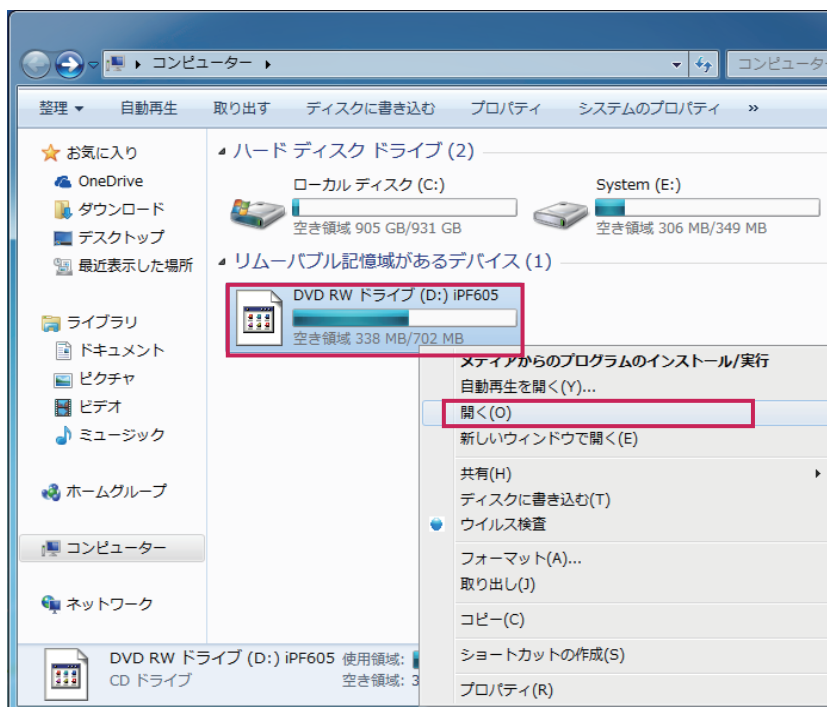 コンピューター
コンピュータ
整理 自動再生 取り出す ディスクに書き込む プロパティ システムのプロパティ »
お気に入り
OneDrive
ダウンロード
デスクトップ
最近表示した場所
ライブラリ
ドキュメント
ピクチャ
ビデオ
ミュージック
ホームグループ
コンピューター
ネットワーク
ハード ディスク ドライブ (2)
ローカル ディスク (C:)
空き領域 905 GB/931 GB
System (E:)
空き領域 306 MB/349 MB
リムーバブル記憶域があるデバイス (1)
DVD RW ドライブ (D:) iPF605
空き領域 338 MB/702 MB
メディアからのプログラムのインストール/実行
自動再生を開く(Y)...
開く(O)
新しいウィンドウで開く(E)
共有(H)
ディスクに書き込む(T)
ウイルス検査
フォーマット(A)...
取り出し(J)
コピー(C)
ショートカットの作成(S)
プロパティ(R)
DVD RW ドライブ (D:) iPF605 使用領域:
CD ドライブ 空き領域: 3